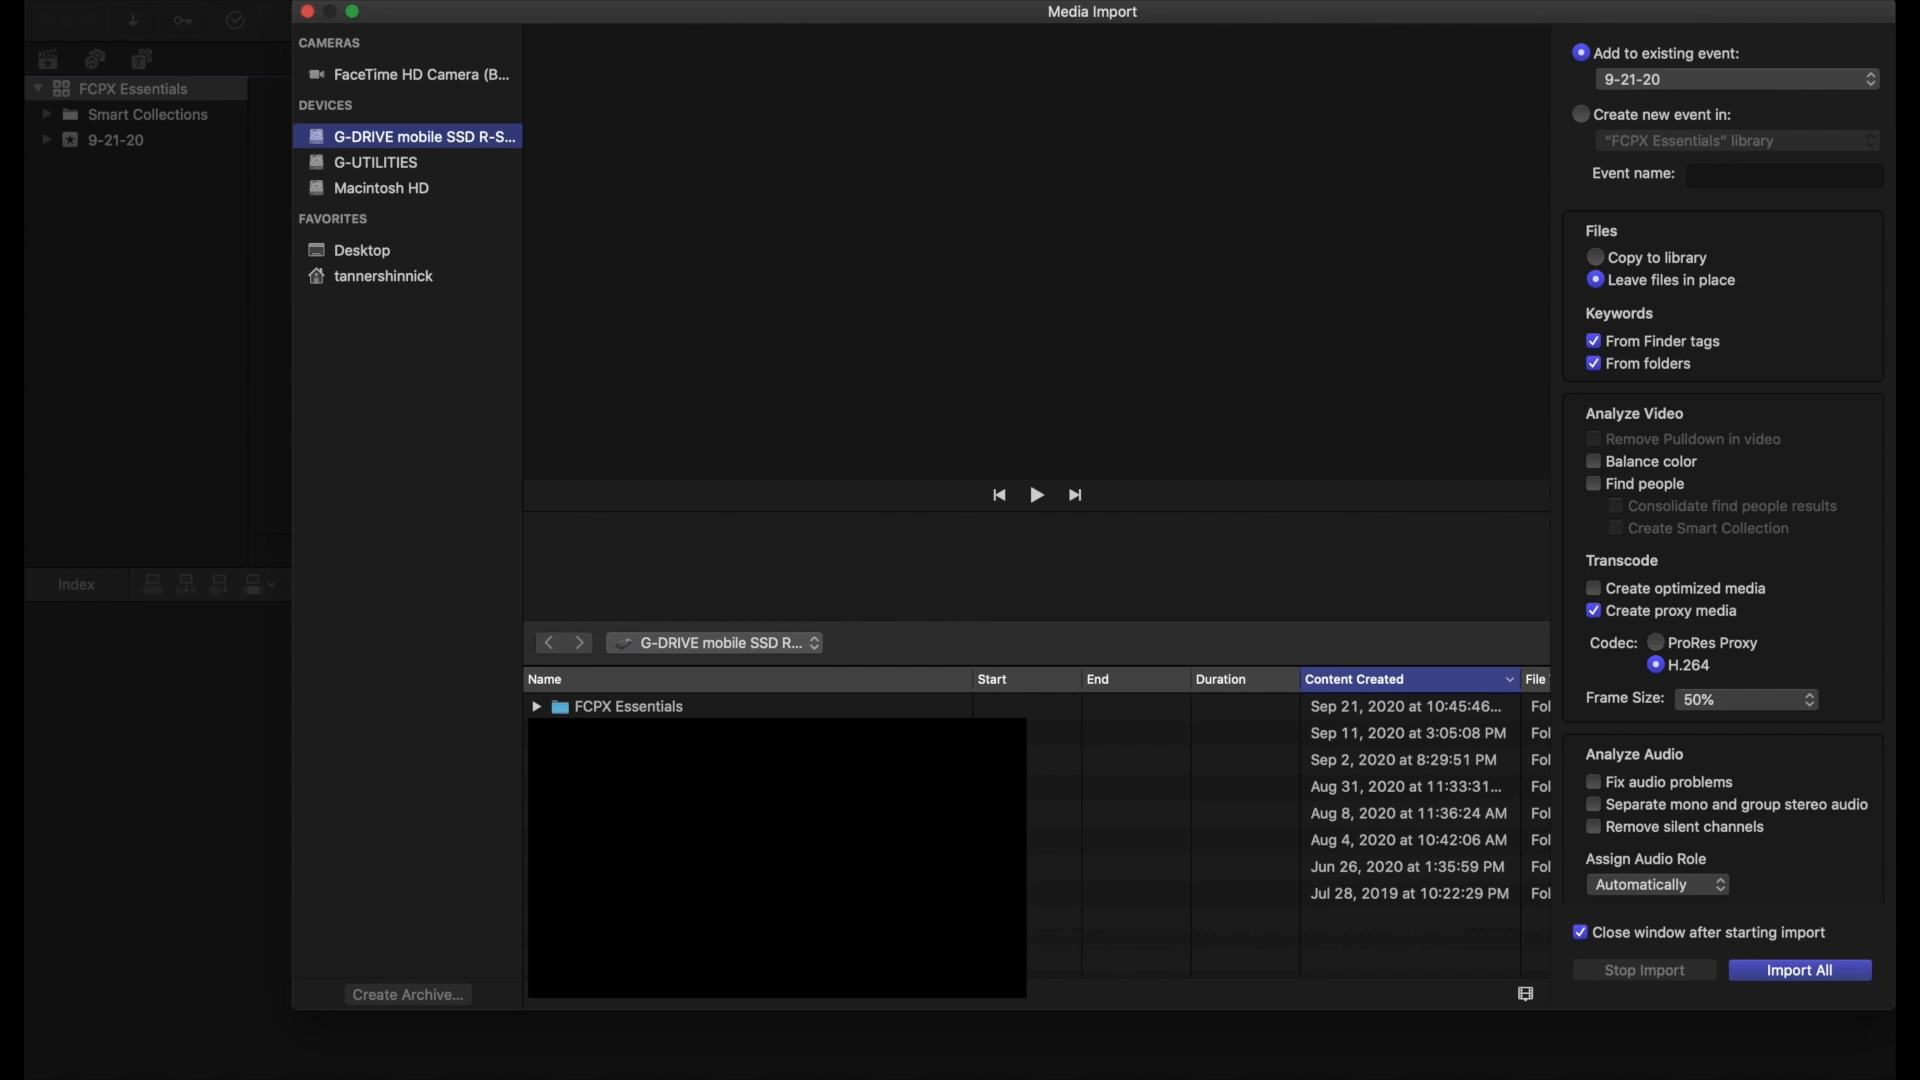 Media Import
FCPX Essentials
Smart Collections
9-21-20
Index
CAMERAS
FaceTime HD Camera (B...
DEVICES
G-DRIVE mobile SSD R-S...
G-UTILITIES
Macintosh HD
FAVORITES
Desktop
tannershinnick
Create Archive...
G-DRIVE mobile SSD R...
Name Start End Duration Content Created File
FCPX Essentials Sep 21, 2020 at 10:45:46... Fol
Sep 11, 2020 at 3:05:08 PM Fol
Sep 2, 2020 at 8:29:51 PM Fol
Aug 31, 2020 at 11:33:31... Fol
Aug 8, 2020 at 11:36:24 AM Fol
Aug 4, 2020 at 10:42:06 AM Fol
Jun 26, 2020 at 1:35:59 PM Fol
Jul 28, 2019 at 10:22:29 PM Fol
Add to existing event:
9-21-20
Create new event in:
“FCPX Essentials” library
Event name:
Files
Copy to library
Leave files in place
Keywords
From Finder tags
From folders
Analyze Video
Remove Pulldown in video
Balance color
Find people
Consolidate find people results
Create Smart Collection
Transcode
Create optimized media
Create proxy media
Codec: ProRes Proxy
H.264
Frame Size: 50%
Analyze Audio
Fix audio problems
Separate mono and group stereo audio
Remove silent channels
Assign Audio Role
Automatically
Close window after starting import
Stop Import Import All